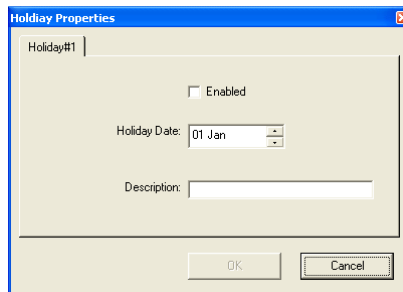 Holdiay Properties
Holiday#1
Enabled
Holiday Date: 01 Jan
Description:
OK Cancel